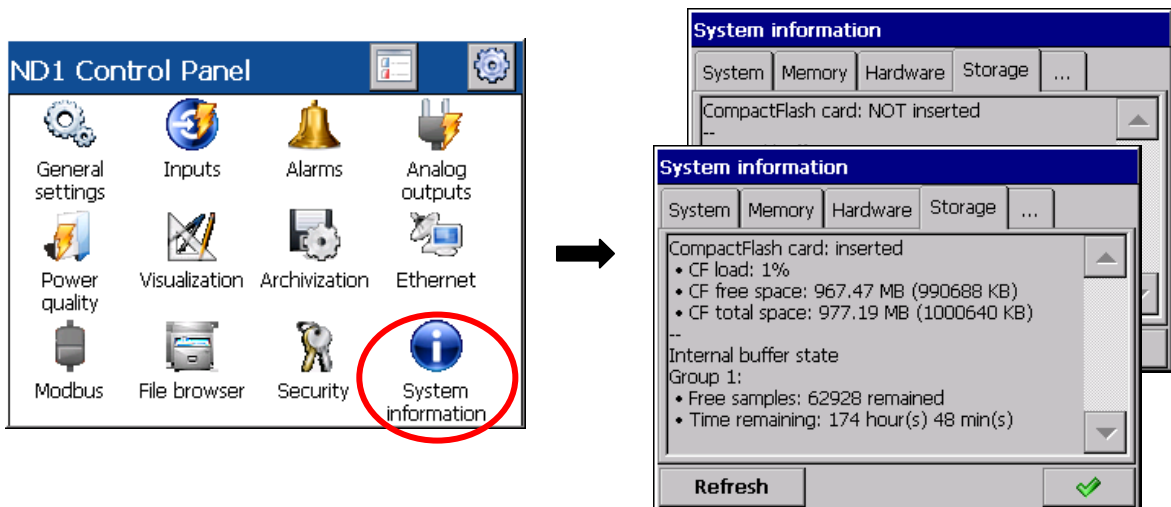 ND1 Control Panel
General
settings
Inputs
Alarms
Analog
outputs
Power
quality
Visualization
Archivization
Ethernet
Modbus
File browser
Security
System
information
System information
System Memory Hardware Storage ...
CompactFlash card: NOT inserted
--
System information
System Memory Hardware Storage ...
CompactFlash card: inserted
• CF load: 1%
• CF free space: 967.47 MB (990688 KB)
• CF total space: 977.19 MB (1000640 KB)
--
Internal buffer state
Group 1:
• Free samples: 62928 remained
• Time remaining: 174 hour(s) 48 min(s)
Refresh